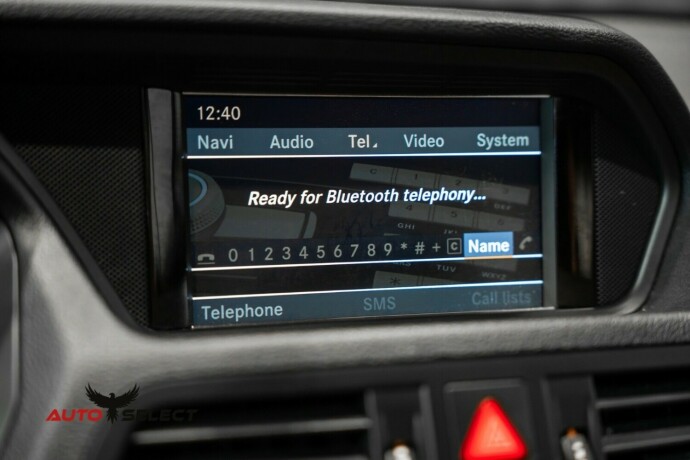 12:40
Navi Audio Tel Video System
Ready for Bluetooth telephony...
0 1 2 3 4 5 6 7 8 9 * # + C Name
Telephone SMS Call lists
AUTO SELECT